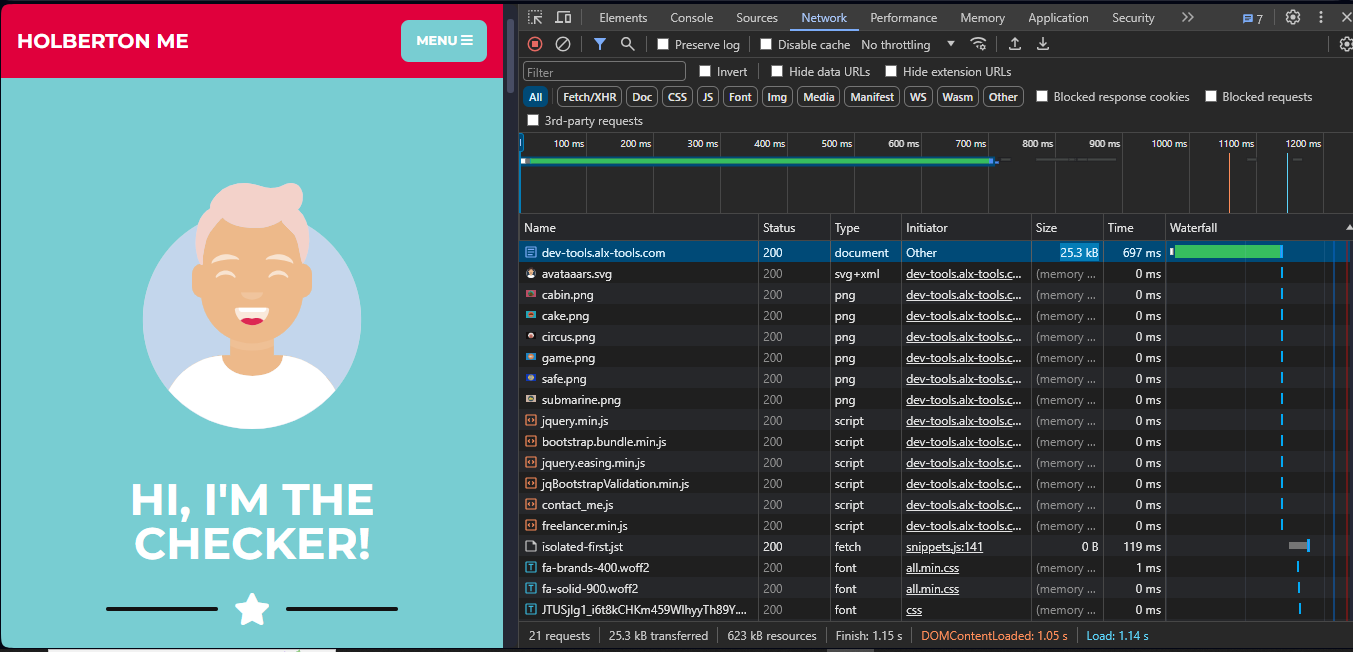 HOLBERTON ME
MENU
HI, I'M THE
CHECKER!
Elements Console Sources Network Performance Memory Application Security 7
Preserve log Disable cache No throttling
Filter Invert Hide data URLs Hide extension URLs
All Fetch/XHR Doc CSS JS Font Img Media Manifest WS Wasm Other Blocked response cookies Blocked requests
3rd-party requests
100 ms 200 ms 300 ms 400 ms 500 ms 600 ms 700 ms 800 ms 900 ms 1000 ms 1100 ms 1200 ms
Name Status Type Initiator Size Time Waterfall
dev-tools.alx-tools.com 200 document Other 25.3 kB 697 ms
avataaars.svg 200 svg+xml dev-tools.alx-tools.c... (memory ... 0 ms
cabin.png 200 png dev-tools.alx-tools.c... (memory ... 0 ms
cake.png 200 png dev-tools.alx-tools.c... (memory ... 0 ms
circus.png 200 png dev-tools.alx-tools.c... (memory ... 0 ms
game.png 200 png dev-tools.alx-tools.c... (memory ... 0 ms
safe.png 200 png dev-tools.alx-tools.c... (memory ... 0 ms
submarine.png 200 png dev-tools.alx-tools.c... (memory ... 0 ms
jquery.min.js 200 script dev-tools.alx-tools.c... (memory ... 0 ms
bootstrap.bundle.min.js 200 script dev-tools.alx-tools.c... (memory ... 0 ms
jquery.easing.min.js 200 script dev-tools.alx-tools.c... (memory ... 0 ms
jqBootstrapValidation.min.js 200 script dev-tools.alx-tools.c... (memory ... 0 ms
contact_me.js 200 script dev-tools.alx-tools.c... (memory ... 0 ms
freelancer.min.js 200 script dev-tools.alx-tools.c... (memory ... 0 ms
isolated-first.jst 200 fetch snippets.js:141 0 B 119 ms
fa-brands-400.woff2 200 font all.min.css (memory ... 1 ms
fa-solid-900.woff2 200 font all.min.css (memory ... 0 ms
JTUSjIg1_i6t8kCHKm459WlhyyTh89Y.... 200 font css (memory ... 0 ms
21 requests 25.3 kB transferred 623 kB resources Finish: 1.15 s DOMContentLoaded: 1.05 s Load: 1.14 s